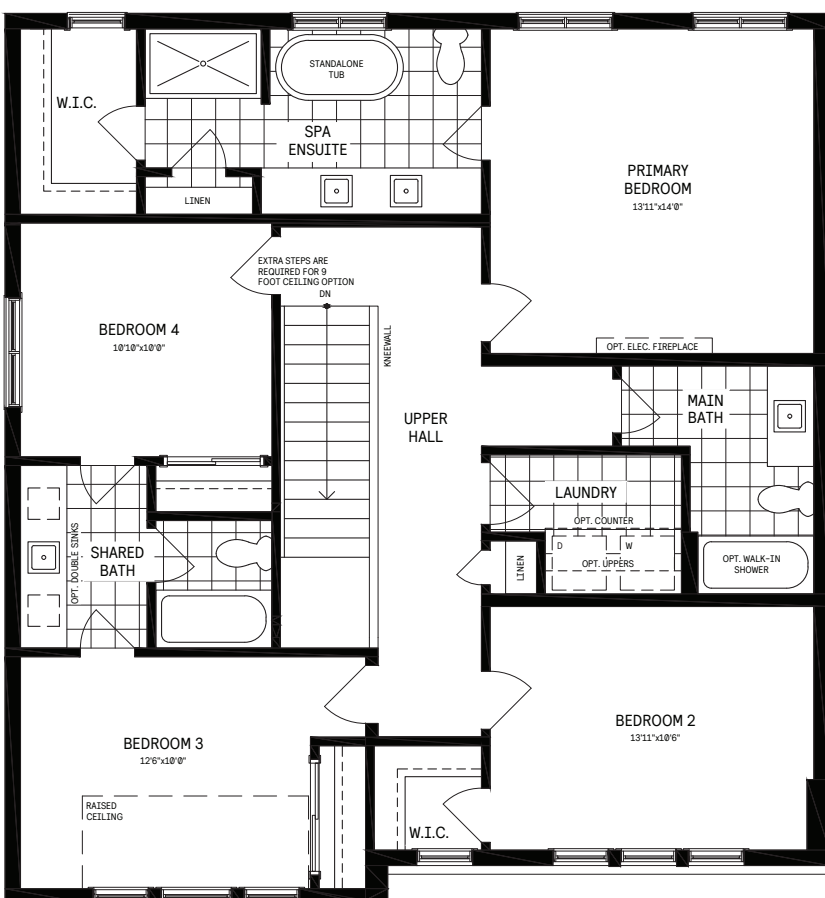 W.I.C.
STANDALONE
TUB
SPA
ENSUITE
LINEN
PRIMARY
BEDROOM
13'11"x14'0"
EXTRA STEPS ARE
REQUIRED FOR 9
FOOT CEILING OPTION
DN
BEDROOM 4
10'10"x10'0"
KNEEWALL
OPT. ELEC. FIREPLACE
UPPER
HALL
MAIN
BATH
LAUNDRY
OPT. COUNTER
D
W
OPT. UPPERS
LINEN
OPT. WALK-IN
SHOWER
OPT. DOUBLE SINKS
SHARED
BATH
BEDROOM 3
12'6"x10'0"
RAISED
CEILING
BEDROOM 2
13'11"x10'6"
W.I.C.